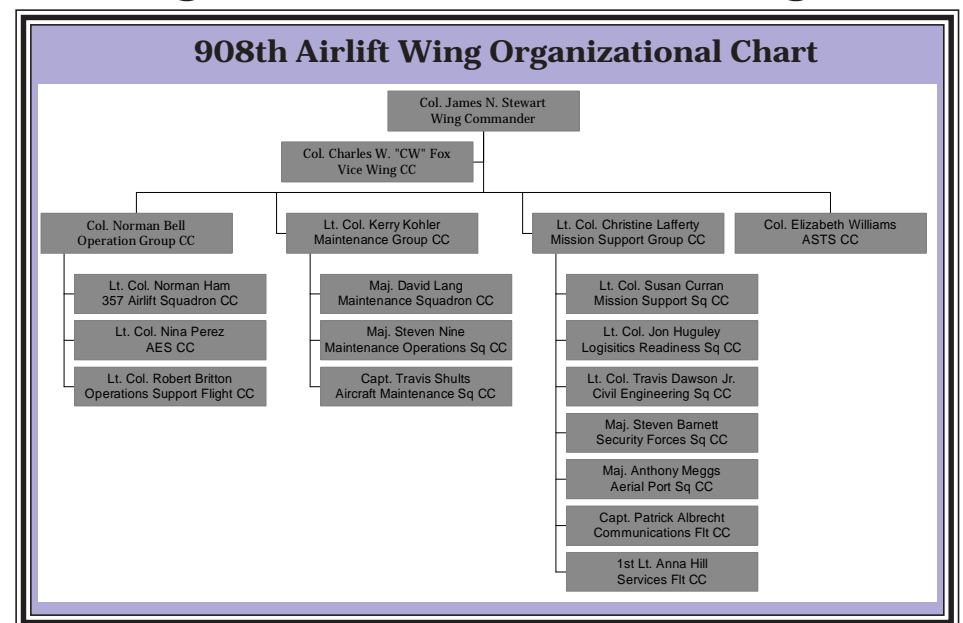 908th Airlift Wing Organizational Chart
Col. James N. Stewart
Wing Commander
Col. Charles W. "CW" Fox
Vice Wing CC
Col. Norman Bell
Operation Group CC
Lt. Col. Norman Ham
357 Airlift Squadron CC
Lt. Col. Nina Perez
AES CC
Lt. Col. Robert Britton
Operations Support Flight CC
Lt. Col. Kerry Kohler
Maintenance Group CC
Maj. David Lang
Maintenance Squadron CC
Maj. Steven Nine
Maintenance Operations Sq CC
Capt. Travis Shults
Aircraft Maintenance Sq CC
Lt. Col. Christine Lafferty
Mission Support Group CC
Lt. Col. Susan Curran
Mission Support Sq CC
Lt. Col. Jon Huguley
Logisitics Readiness Sq CC
Lt. Col. Travis Dawson Jr.
Civil Engineering Sq CC
Maj. Steven Barnett
Security Forces Sq CC
Maj. Anthony Meggs
Aerial Port Sq CC
Capt. Patrick Albrecht
Communications Flt CC
1st Lt. Anna Hill
Services Flt CC
Col. Elizabeth Williams
ASTS CC